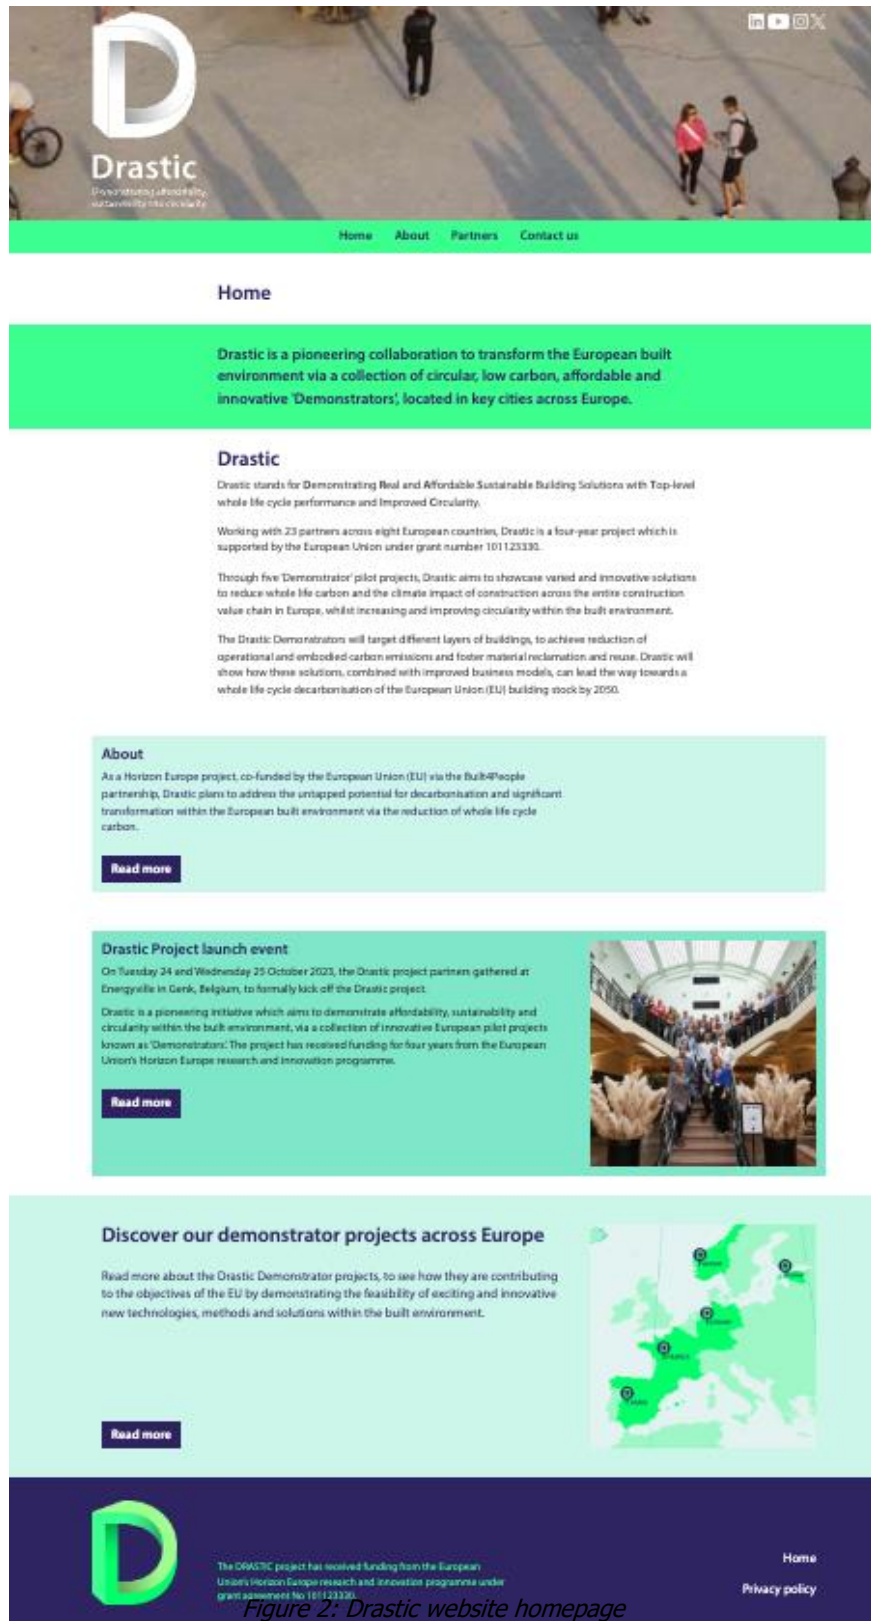 Drastic
Demonstrating affordability,
sustainability and circularity
Home About Partners Contact us
Home
Drastic is a pioneering collaboration to transform the European built
environment via a collection of circular, low carbon, affordable and
innovative 'Demonstrators', located in key cities across Europe.
Drastic
Drastic stands for Demonstrating Real and Affordable Sustainable Building Solutions with Top-level
whole life cycle performance and Improved Circularity.
Working with 23 partners across eight European countries, Drastic is a four-year project which is
supported by the European Union under grant number 101123330.
Through five 'Demonstrator' pilot projects, Drastic aims to showcase varied and innovative solutions
to reduce whole life carbon and the climate impact of construction across the entire construction
value chain in Europe, whilst increasing and improving circularity within the built environment.
The Drastic Demonstrators will target different layers of buildings, to achieve reduction of
operational and embodied carbon emissions and foster material reclamation and reuse. Drastic will
show how these solutions, combined with improved business models, can lead the way towards a
whole life cycle decarbonisation of the European Union (EU) building stock by 2050.
About
As a Horizon Europe project, co-funded by the European Union (EU) via the Built4People
partnership, Drastic plans to address the untapped potential for decarbonisation and significant
transformation within the European built environment via the reduction of whole life cycle
carbon.
Read more
Drastic Project launch event
On Tuesday 24 and Wednesday 25 October 2023, the Drastic project partners gathered at
Energyville in Genk, Belgium, to formally kick off the Drastic project.
Drastic is a pioneering initiative which aims to demonstrate affordability, sustainability and
circularity within the built environment, via a collection of innovative European pilot projects
known as 'Demonstrators'. The project has received funding for four years from the European
Union's Horizon Europe research and innovation programme.
Read more
Discover our demonstrator projects across Europe
Read more about the Drastic Demonstrator projects, to see how they are contributing
to the objectives of the EU by demonstrating the feasibility of exciting and innovative
new technologies, methods and solutions within the built environment.
Read more
The DRASTIC project has received funding from the European
Union's Horizon Europe research and innovation programme under
grant agreement No 101123330.
Home
Privacy policy
Figure 2: Drastic website homepage